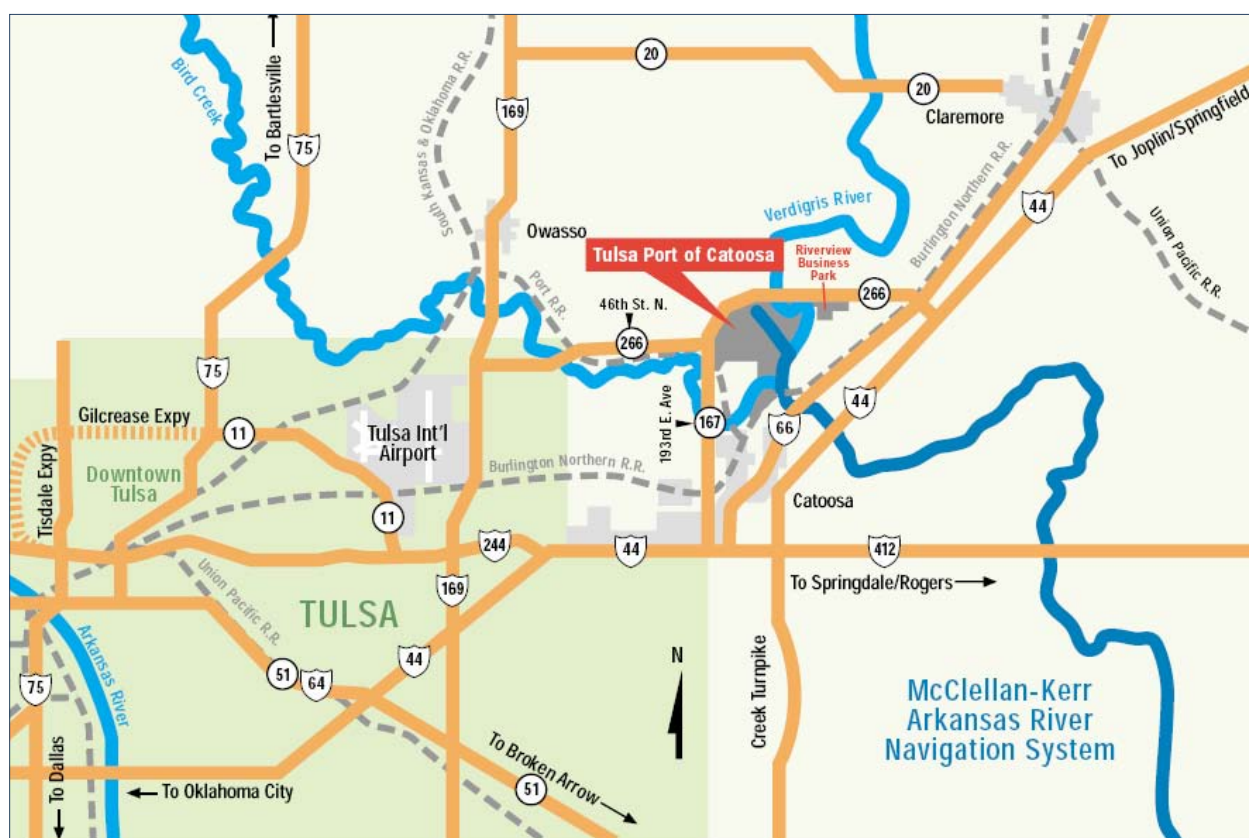 To Bartlesville
Bird Creek
South Kansas & Oklahoma R.R.
20
20
Claremore
169
75
To Joplin/Springfield
Burlington Northern R.R.
Verdigris River
44
Union Pacific R.R.
Owasso
Tulsa Port of Catoosa
Riverview
Business
Park
Port R.R.
46th St. N.
266
266
75
44
Gilcrease Expy
11
Tulsa Int'l
Airport
193rd E. Ave
167
66
Downtown
Tulsa
Tisdale Expy
Burlington Northern R.R.
Catoosa
11
244
44
412
To Springdale/Rogers
169
Union Pacific R.R.
TULSA
Arkansas River
44
N
51
64
75
McClellan-Kerr
Arkansas River
Navigation System
Creek Turnpike
To Dallas
To Oklahoma City
To Broken Arrow
51